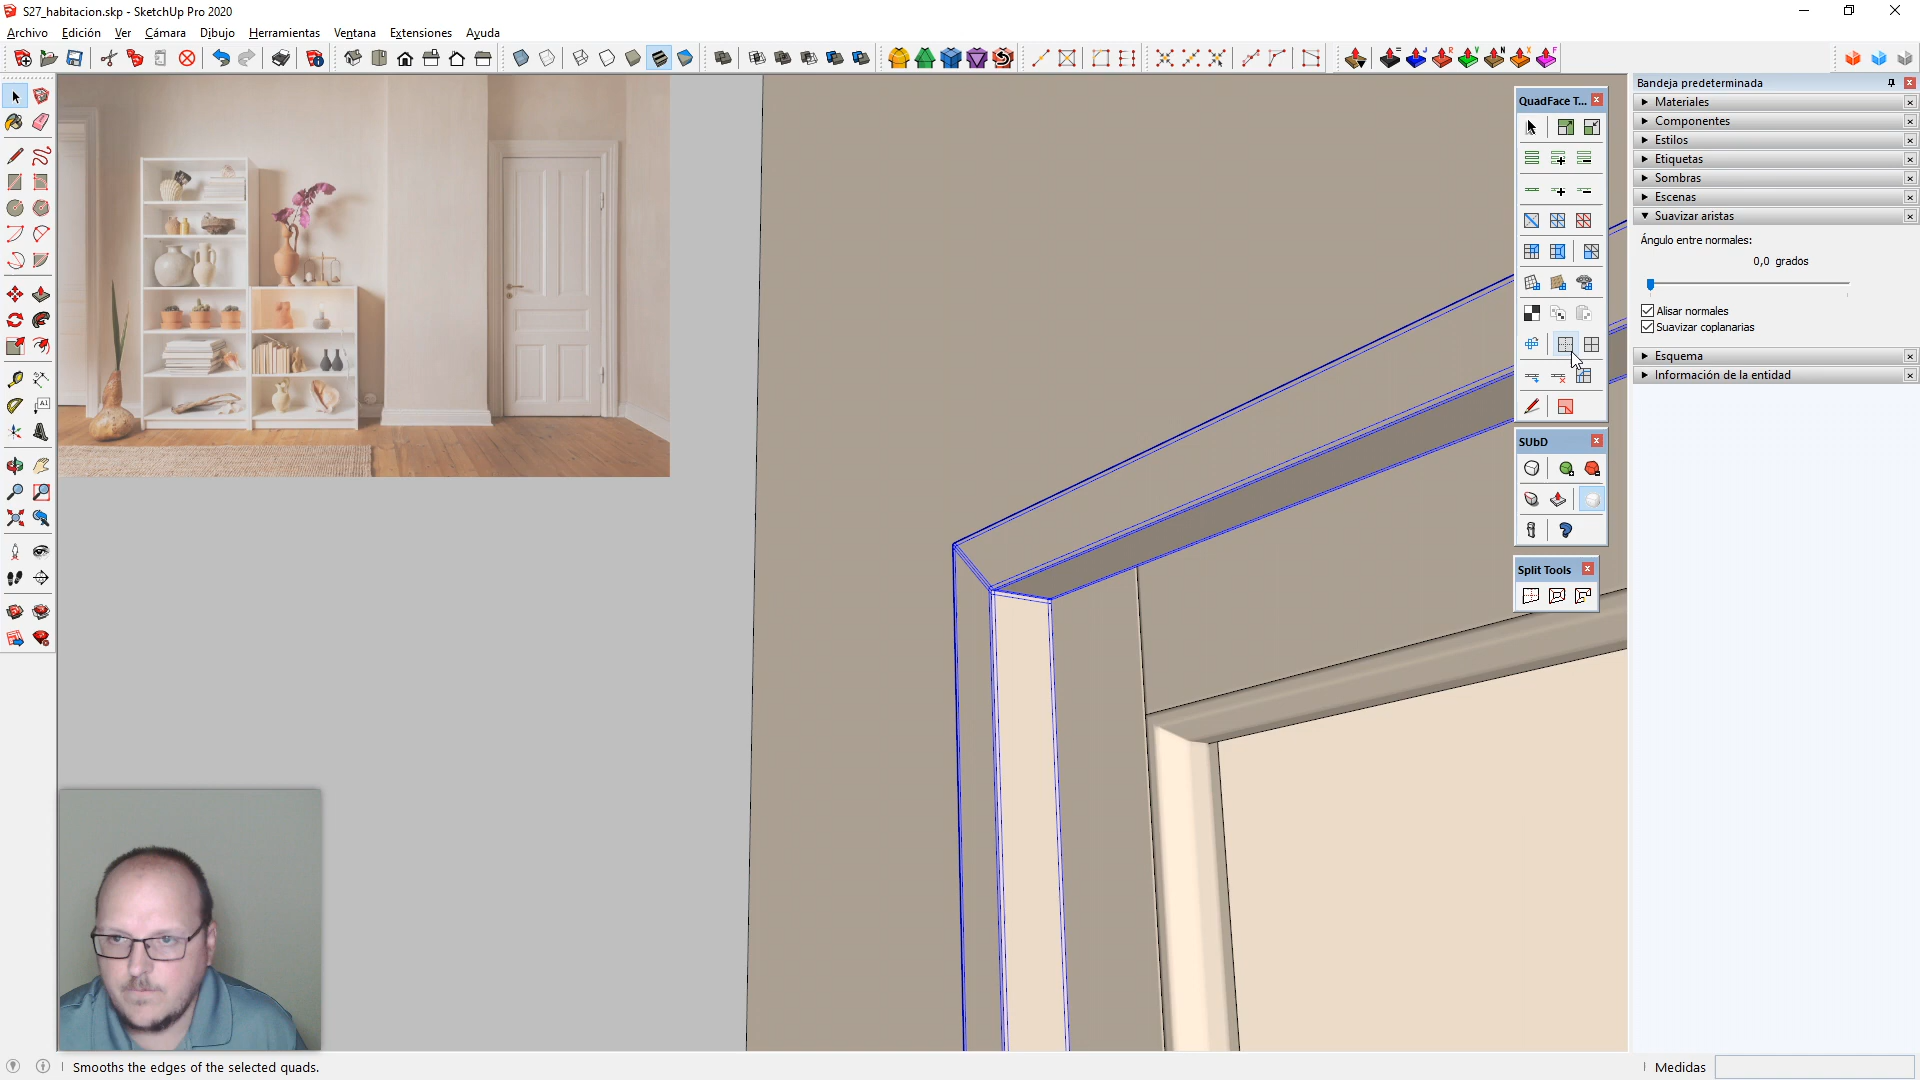 S27_habitacion.skp - SketchUp Pro 2020
Archivo Edición Ver Cámara Dibujo Herramientas Ventana Extensiones Ayuda
Bandeja predeterminada
Materiales
Componentes
Estilos
Etiquetas
Sombras
Escenas
Suavizar aristas
Ángulo entre normales:
0,0 grados
Alisar normales
Suavizar coplanarias
Esquema
Información de la entidad
QuadFace T...
SUbD
Split Tools
Smooths the edges of the selected quads.
Medidas